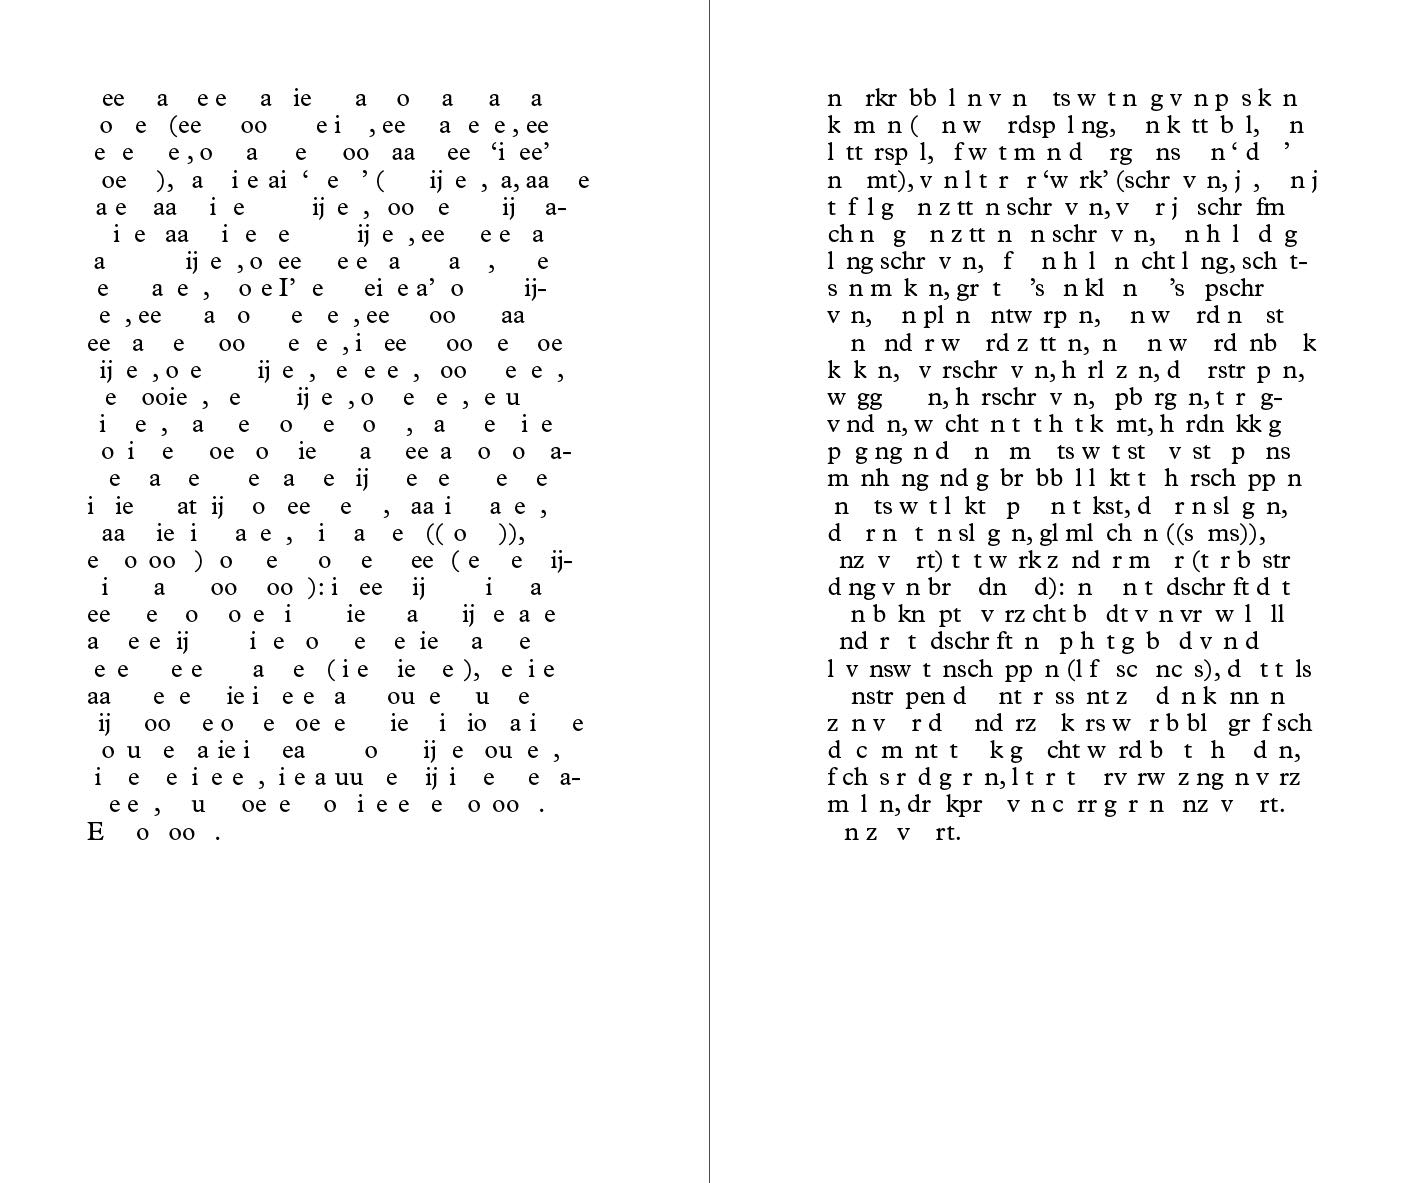 ee a e e a ie a o a a a
o e (ee oo e i , ee a e e , ee
e e e , o a e oo aa ee ‘i ee’
oe ), a i e ai ‘ e ’ ( ij e , a, aa e
a e aa i e ij e , oo e ij a-
i e aa i e e ij e , ee e e a
a ij e , o ee e e a a , e
e a e , o e I’ e ei e a’ o ij-
e , ee a o e e , ee oo aa
ee a e oo e e , i ee oo e oe
ij e , o e ij e , e e e , oo e e ,
e ooie , e ij e , o e e , e u
i e , a e o e o , a e i e
o i e oe o ie a ee a o o a-
e a e e a e ij e e e e
i ie at ij o ee e , aa i a e ,
aa ie i a e , i a e (( o )),
e o oo ) o e o e ee ( e e ij-
i a oo oo ): i ee ij i a
ee e o o e i ie a ij e a e
a e e ij i e o e e ie a e
e e e e a e ( i e ie e ), e i e
aa e e ie i e e a ou e u e
ij oo e o e oe e ie i io a i e
o u e a ie i ea o ij e ou e ,
i e e i e e , i e a uu e ij i e e a-
e e , u oe e o i e e e o oo .
E o oo .
n rkr bb l n v n ts w t n g v n p s k n
k m n ( n w rdsp l ng, n k tt b l, n
l tt rsp l, f w t m n d rg ns n ‘ d ’
n mt), v n l t r r ‘w rk’ (schr v n, j , n j
t f l g n z tt n schr v n, v r j schr fm
ch n g n z tt n n schr v n, n h l d g
l ng schr v n, f n h l n cht l ng, sch t-
s n m k n, gr t ’s n kl n ’s pschr
v n, n pl n ntw rp n, n w rd n st
n nd r w rd z tt n, n n w rd nb k
k k n, v rschr v n, h rl z n, d rstr p n,
w gg n, h rschr v n, pb rg n, t r g-
v nd n, w cht n t t h t k mt, h rdn kk g
p g ng n d n m ts w t st v st p ns
m nh ng nd g br bb l l kt t h rsch pp n
n ts w t l kt p n t kst, d r n sl g n,
d r n t n sl g n, gl ml ch n ((s ms)),
nz v rt) t t w rk z nd r m r (t r b str
d ng v n br dn d): n n t dschr ft d t
n b kn pt v rz cht b dt v n vr w l ll
nd r t dschr ft n p h t g b d v n d
l v nsw t nsch pp n (l f sc nc s), d t t ls
nstr pen d nt r ss nt z d n k nn n
z n v r d nd rz k rs w r b bl gr f sch
d c m nt t k g cht w rd b t h d n,
f ch s r d g r n, l t r t rv rw z ng n v rz
m l n, dr kpr v n c rr g r n nz v rt.
n z v rt.